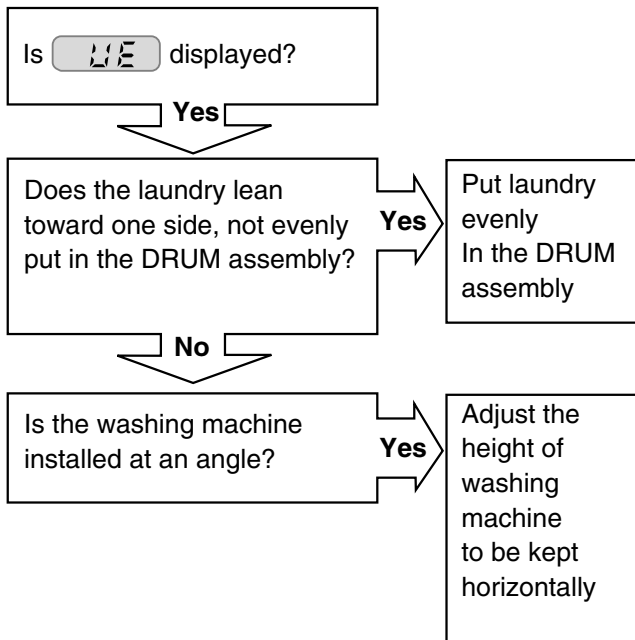 Is UE displayed?
Yes
Does the laundry lean
toward one side, not evenly
put in the DRUM assembly?
Yes
Put laundry
evenly
In the DRUM
assembly
No
Is the washing machine
installed at an angle?
Yes
Adjust the
height of
washing
machine
to be kept
horizontally